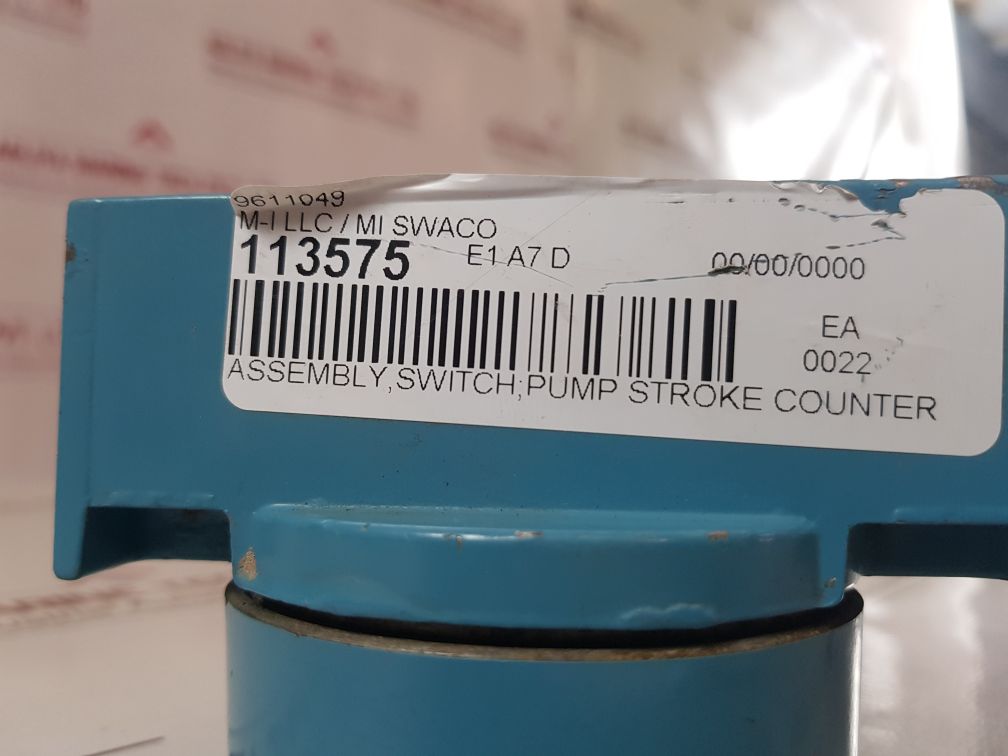 9611049
M-I LLC / MI SWACO
113575 E1 A7 D 00/00/0000
EA
0022
ASSEMBLY,SWITCH;PUMP STROKE COUNTER